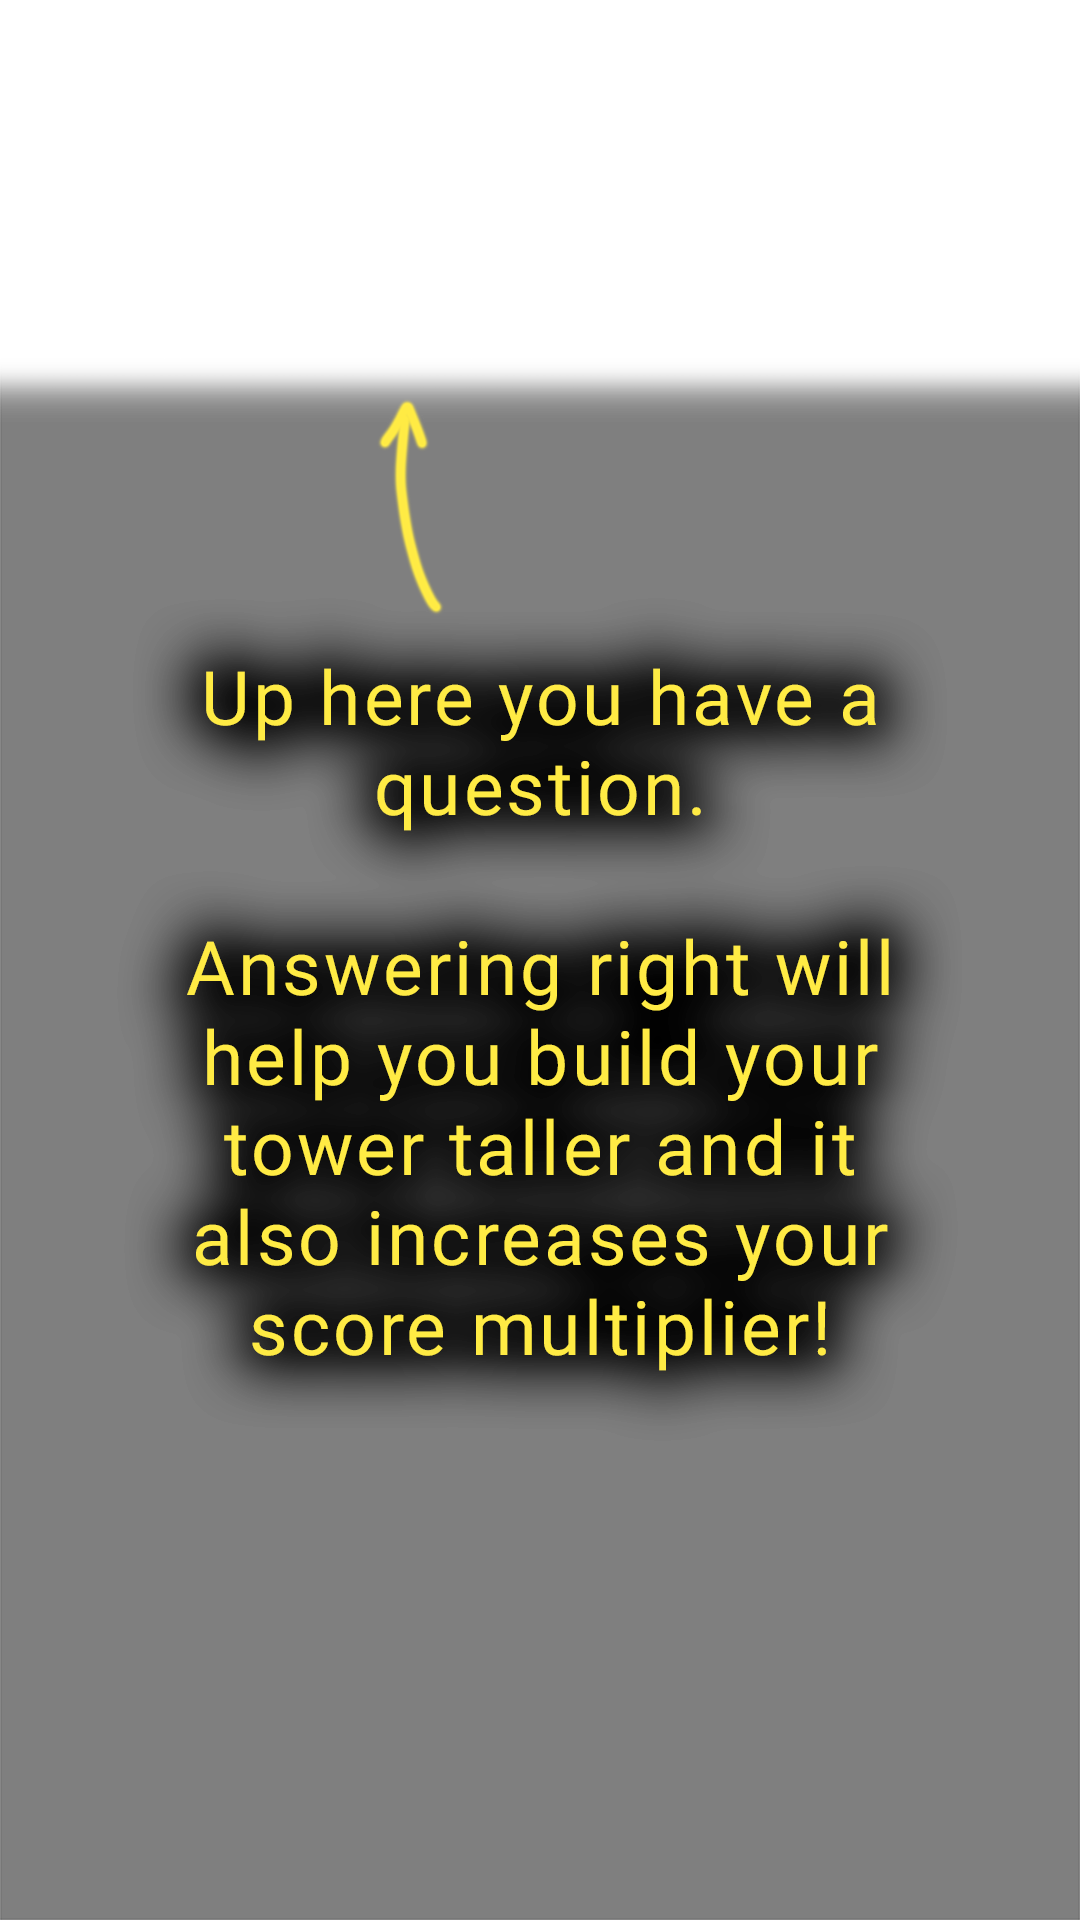 Up here you have a
question.
Answering right will
help you build your
tower taller and it
also increases your
score multiplier!